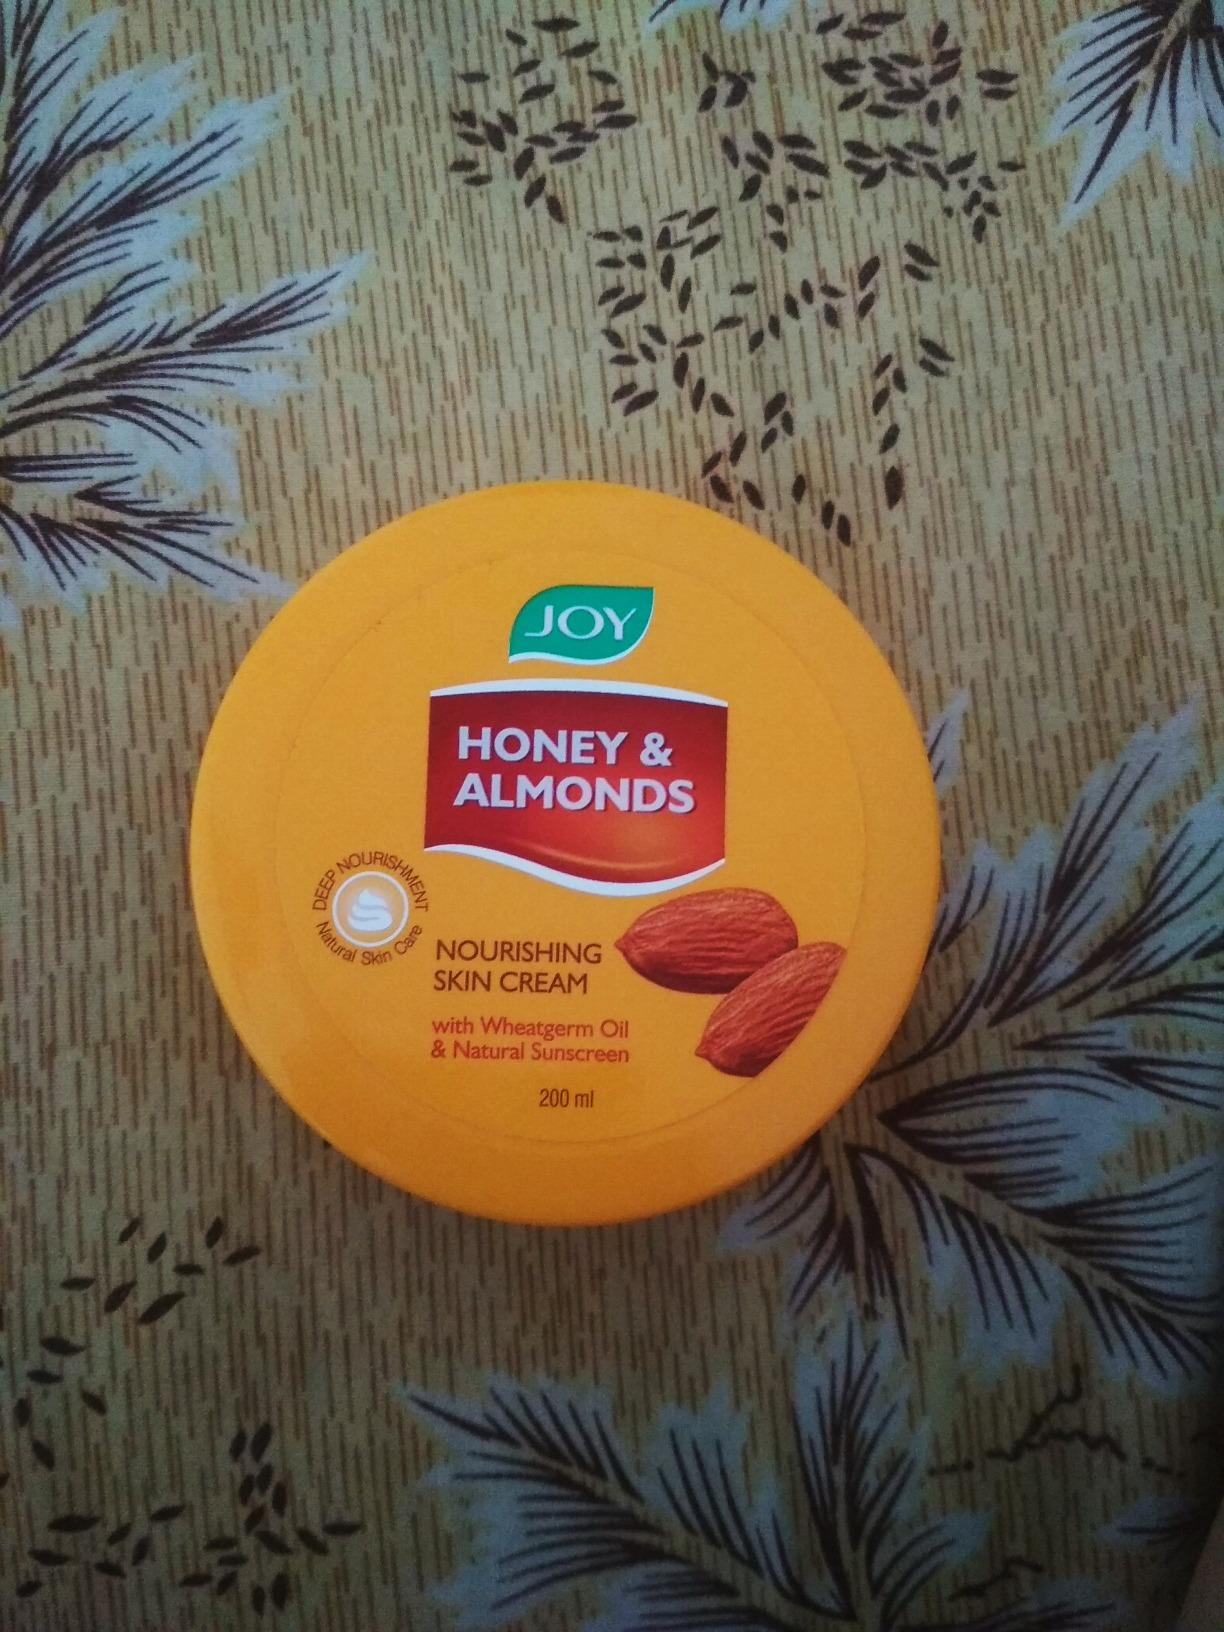 JOY
HONEY &
ALMONDS
DEEP NOURISHMENT
Natural Skin Care
NOURISHING
SKIN CREAM
with Wheatgerm Oil
& Natural Sunscreen
200 ml